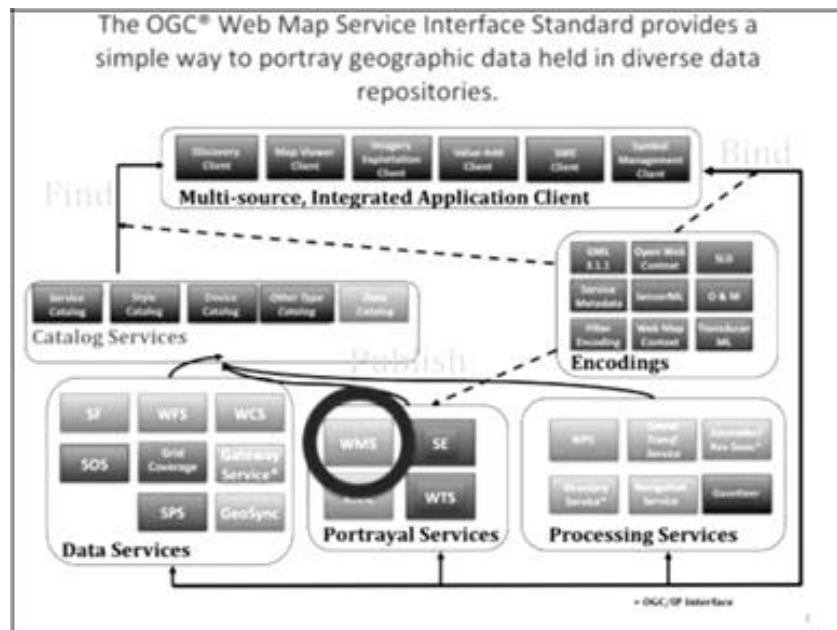 The OGC® Web Map Service Interface Standard provides a
simple way to portray geographic data held in diverse data
repositories.
Discovery Client
Map Viewer Client
Imagery Exploitation Client
Value-Add Client
SWE Client
Symbol Management Client
Multi-source, Integrated Application Client
Find
Bind
GML 3.1.1
Open Web Context
SLD
Service Metadata
SensorML
O & M
Filter Encoding
Web Map Context
Transducer ML
Encodings
Service Catalog
Style Catalog
Device Catalog
Other Type Catalog
Data Catalog
Catalog Services
Publish
SF
WFS
WCS
SOS
Grid Coverage
Gateway Service*
SPS
GeoSync
Data Services
WMS
SE
WTS
Portrayal Services
WPS
Service
Service*
Service
Gazetteer
Processing Services
= OGC/IP Interface